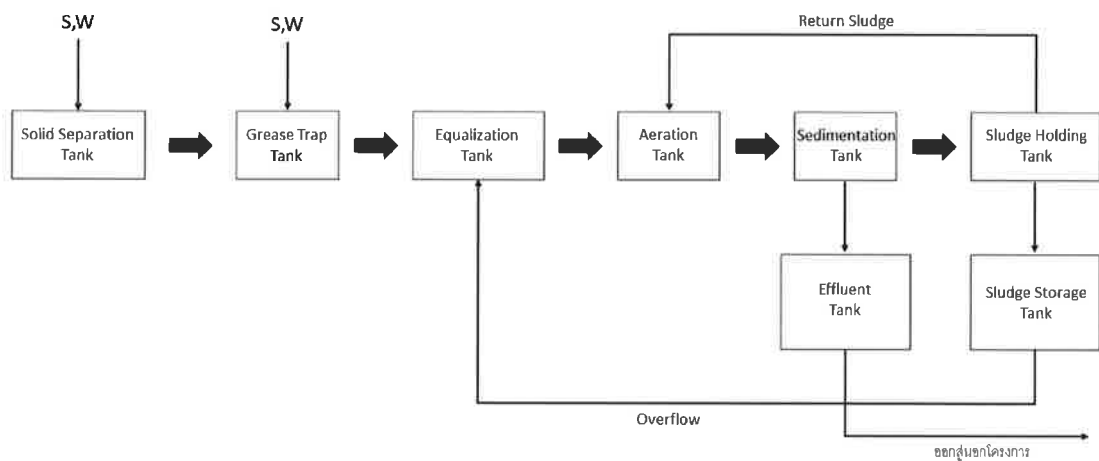 Return Sludge
S,W
S,W
Solid Separation
Tank
Grease Trap
Tank
Equalization
Tank
Aeration
Tank
Sedimentation
Tank
Sludge Holding
Tank
Effluent
Tank
Sludge Storage
Tank
Overflow
ออกสู่นอกโครงการ